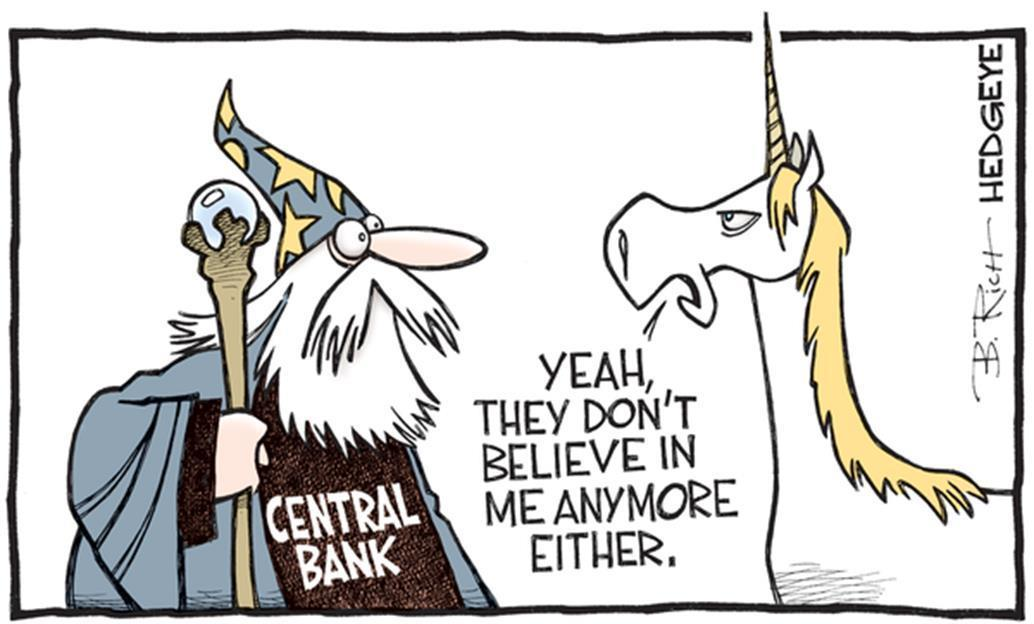 YEAH,
THEY DON'T
BELIEVE IN
ME ANYMORE
EITHER.
CENTRAL
BANK
B. Rich
HEDGEYE